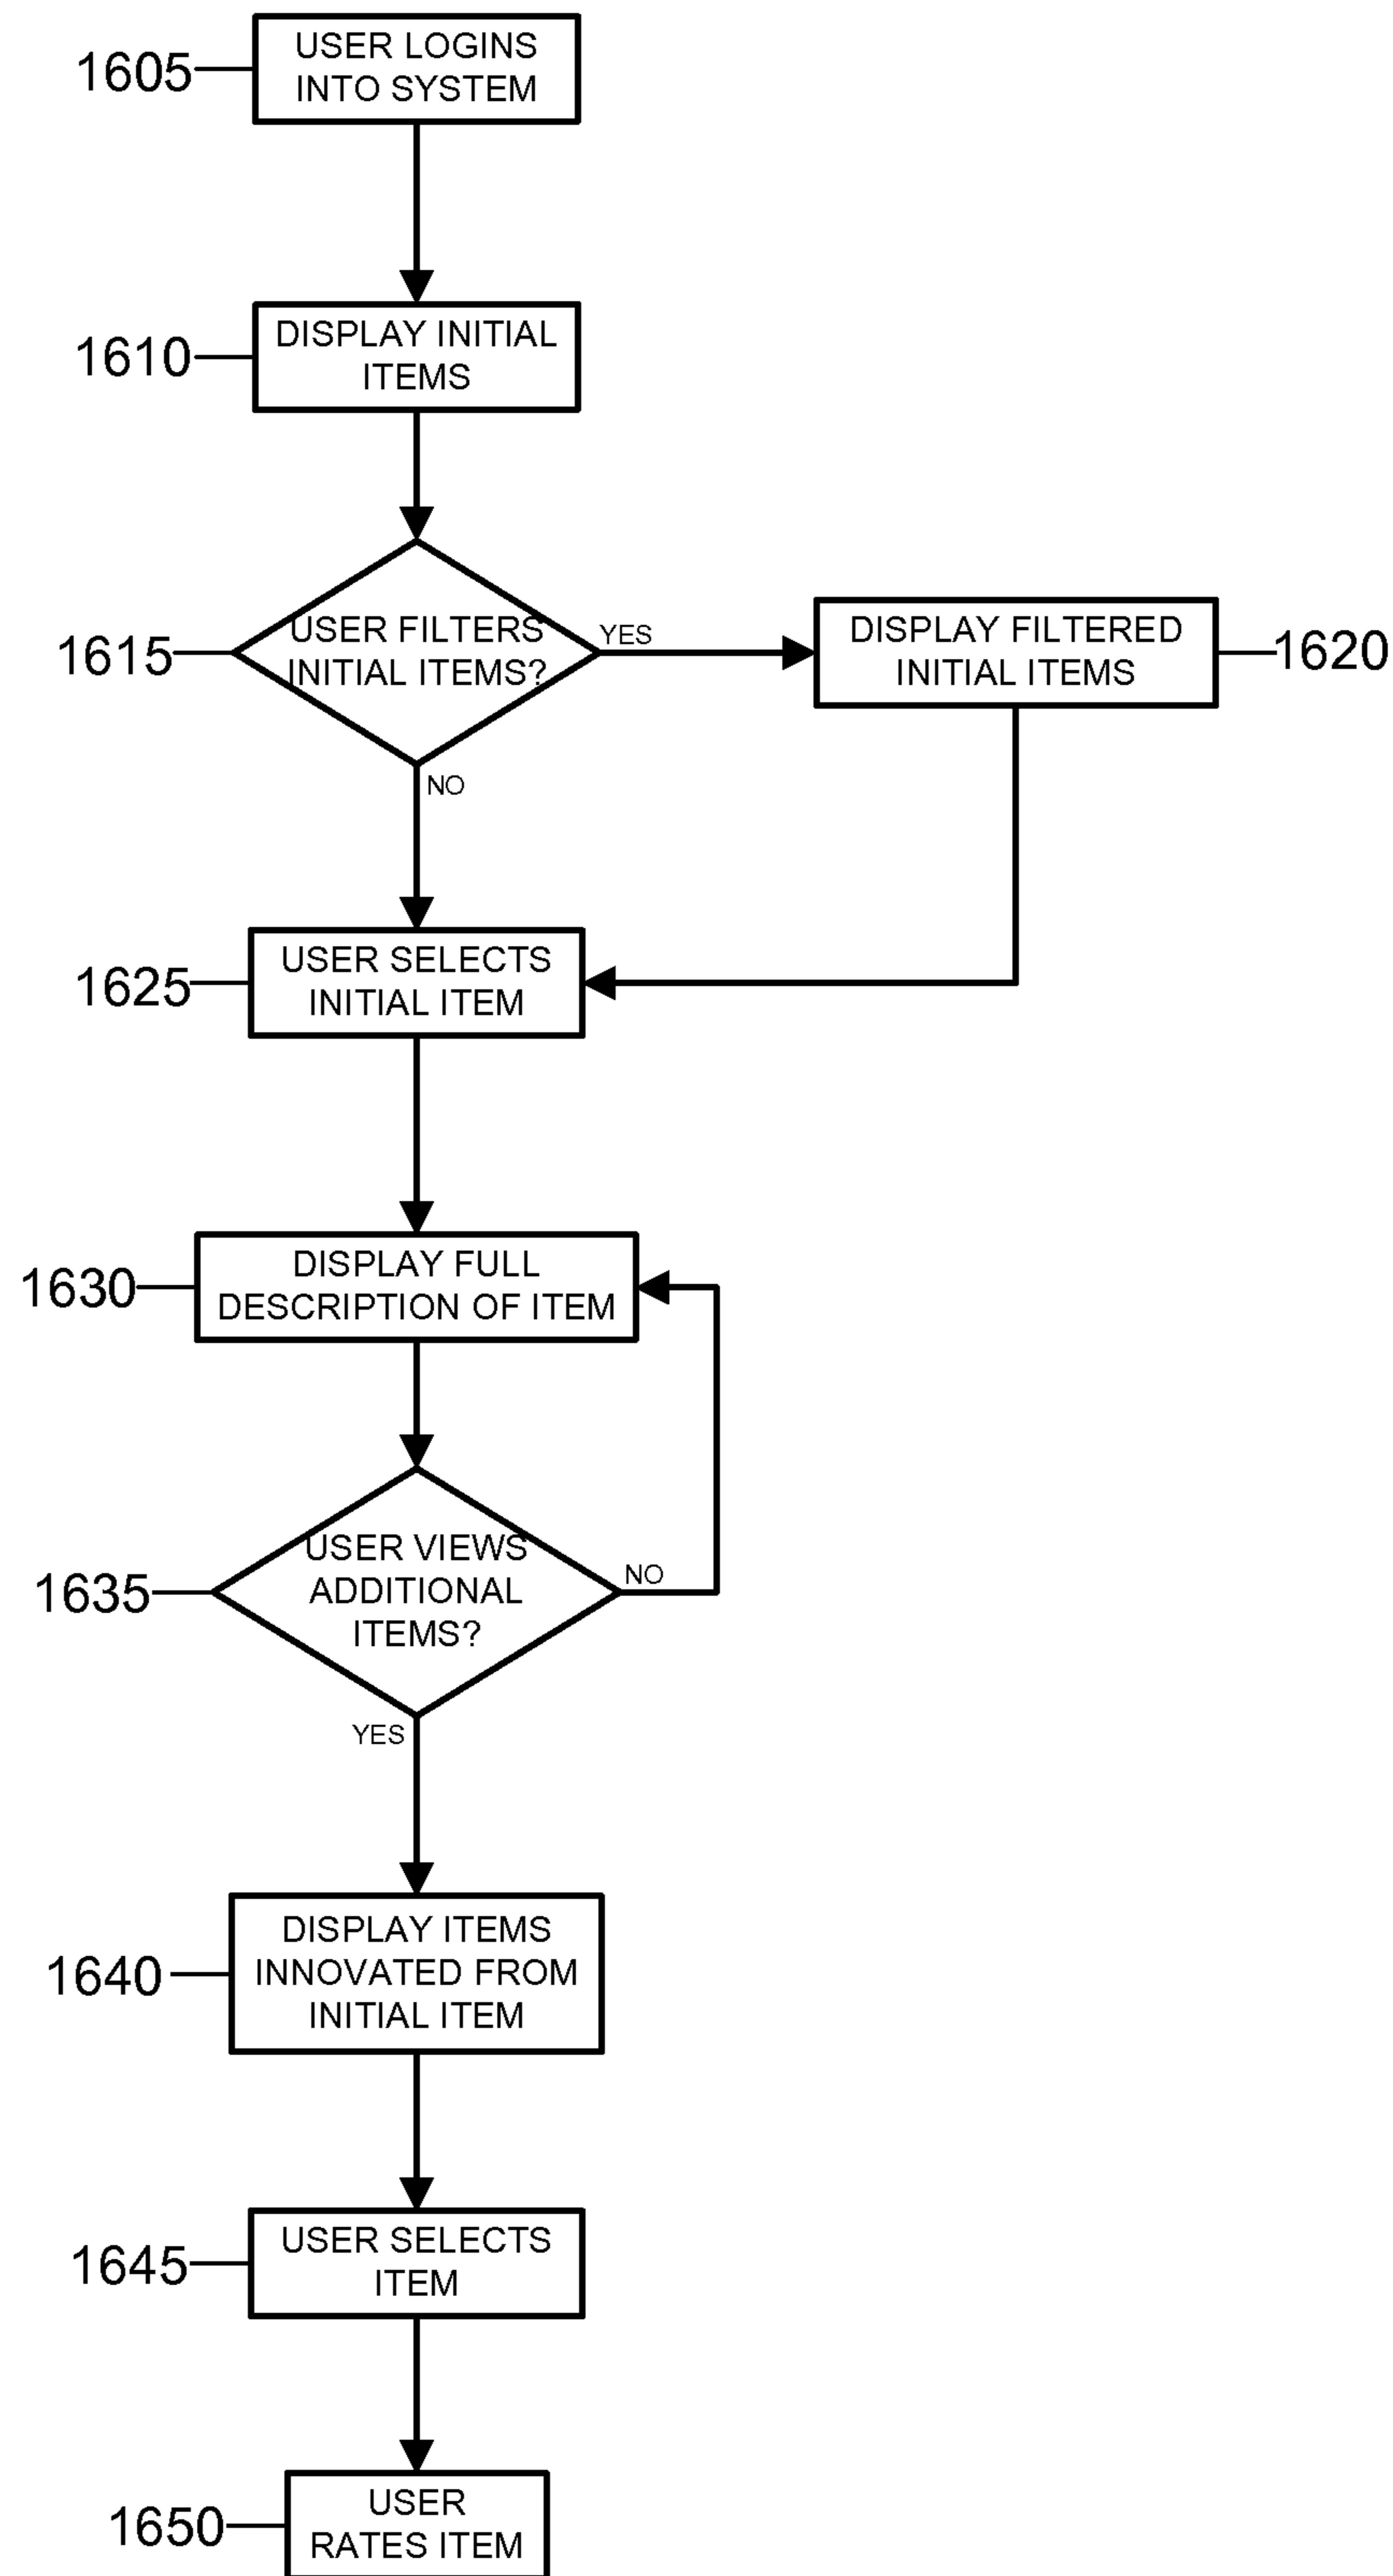 1605
USER LOGINS
INTO SYSTEM
1610
DISPLAY INITIAL
ITEMS
1615
USER FILTERS
INITIAL ITEMS?
YES
NO
DISPLAY FILTERED
INITIAL ITEMS
1620
1625
USER SELECTS
INITIAL ITEM
1630
DISPLAY FULL
DESCRIPTION OF ITEM
1635
USER VIEWS
ADDITIONAL
ITEMS?
NO
YES
1640
DISPLAY ITEMS
INNOVATED FROM
INITIAL ITEM
1645
USER SELECTS
ITEM
1650
USER
RATES ITEM